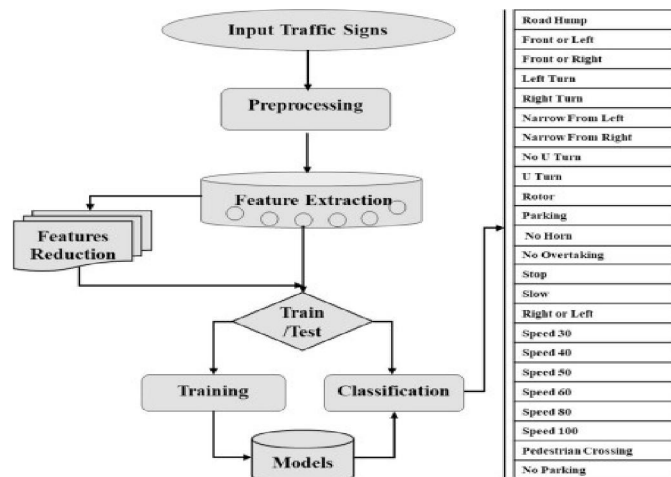 Input Traffic Signs
Preprocessing
Feature Extraction
Features
Reduction
Train
/Test
Training
Classification
Models
Road Hump
Front or Left
Front or Right
Left Turn
Right Turn
Narrow From Left
Narrow From Right
No U Turn
U Turn
Rotor
Parking
No Horn
No Overtaking
Stop
Slow
Right or Left
Speed 30
Speed 40
Speed 50
Speed 60
Speed 80
Speed 100
Pedestrian Crossing
No Parking